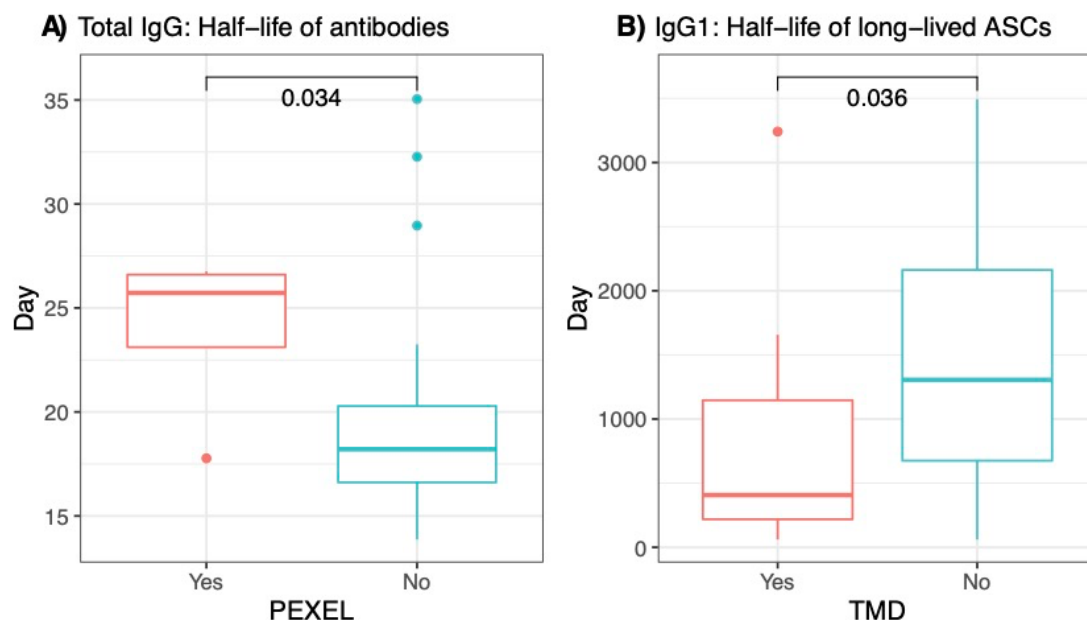 A) Total IgG: Half−life of antibodies
0.034
35
30
25
20
15
Day
Yes No
PEXEL
B) IgG1: Half−life of long−lived ASCs
0.036
3000
2000
1000
0
Day
Yes No
TMD